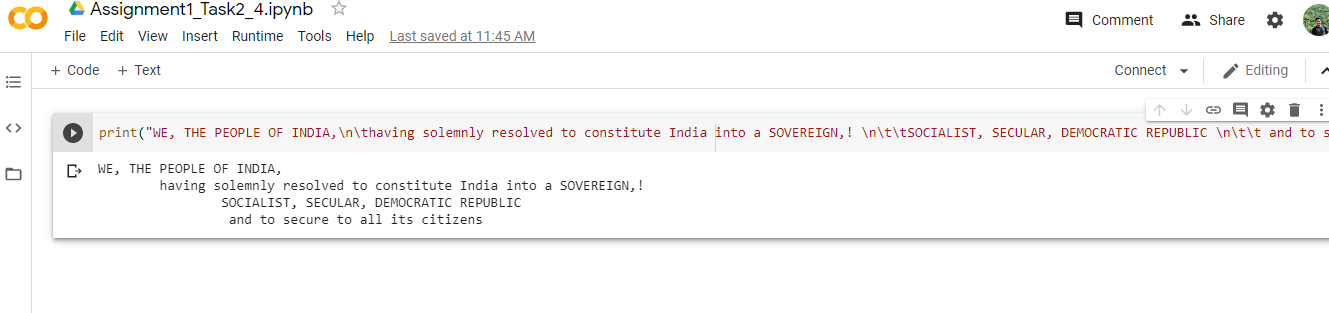 Assignment1_Task2_4.ipynb
File Edit View Insert Runtime Tools Help Last saved at 11:45 AM
Comment Share
+ Code + Text
Connect Editing
print("WE, THE PEOPLE OF INDIA,\n\thaving solemnly resolved to constitute India into a SOVEREIGN,! \n\t\tSOCIALIST, SECULAR, DEMOCRATIC REPUBLIC \n\t\t and to s
WE, THE PEOPLE OF INDIA,
having solemnly resolved to constitute India into a SOVEREIGN,!
SOCIALIST, SECULAR, DEMOCRATIC REPUBLIC
and to secure to all its citizens